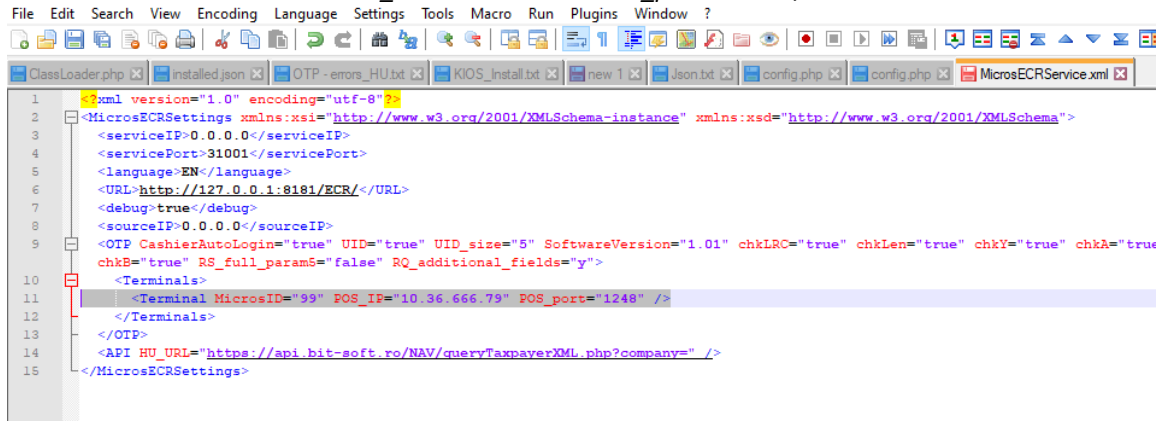 File Edit Search View Encoding Language Settings Tools Macro Run Plugins Window ?
ClassLoader.php installed.json OTP - errors_HU.txt KIOS_Install.txt new 1 Json.txt config.php config.php MicrosECRService.xml
1 <?xml version="1.0" encoding="utf-8"?>
2 <MicrosECRSettings xmlns:xsi="http://www.w3.org/2001/XMLSchema-instance" xmlns:xsd="http://www.w3.org/2001/XMLSchema">
3 <serviceIP>0.0.0.0</serviceIP>
4 <servicePort>31001</servicePort>
5 <language>EN</language>
6 <URL>http://127.0.0.1:8181/ECR/</URL>
7 <debug>true</debug>
8 <sourceIP>0.0.0.0</sourceIP>
9 <OTP CashierAutoLogin="true" UID="true" UID_size="5" SoftwareVersion="1.01" chkLRC="true" chkLen="true" chkY="true" chkA="true
chkB="true" RS_full_param5="false" RQ_additional_fields="y">
10 <Terminals>
11 <Terminal MicrosID="99" POS_IP="10.36.666.79" POS_port="1248" />
12 </Terminals>
13 </OTP>
14 <API HU_URL="https://api.bit-soft.ro/NAV/queryTaxpayerXML.php?company=" />
15 </MicrosECRSettings>